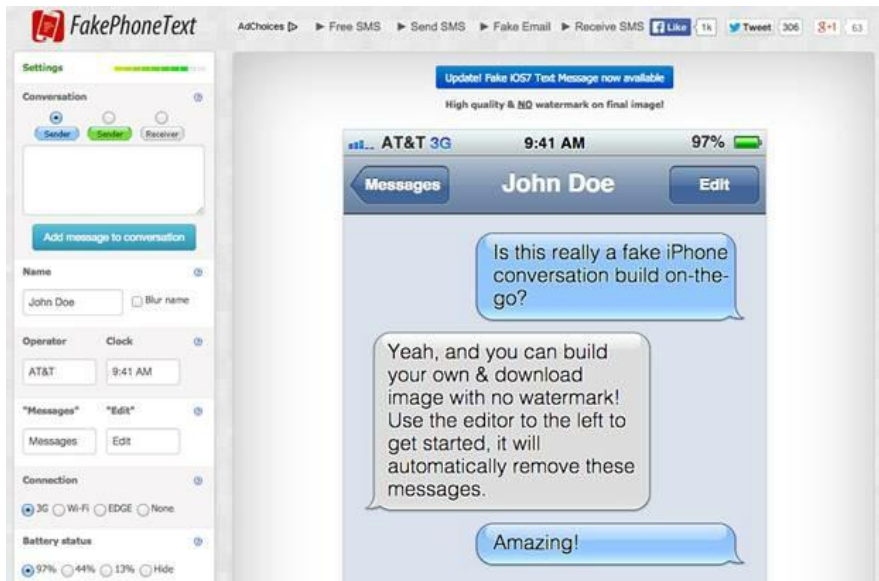 FakePhoneText
AdChoices ▶ Free SMS ▶ Send SMS ▶ Fake Email ▶ Receive SMS Like 1k Tweet 306 8+1 63
Settings
Conversation
Sender Sender Receiver
Add message to conversation
Name
John Doe Blur name
Operator Clock
AT&T 9:41 AM
"Messages" "Edit"
Messages Edit
Connection
3G Wi-Fi EDGE None
Battery status
97% 44% 13% Hide
Update! Fake iOS7 Text Message now available
High quality & NO watermark on final image!
AT&T 3G 9:41 AM 97%
Messages John Doe Edit
Is this really a fake iPhone
conversation build on-the-
go?
Yeah, and you can build
your own & download
image with no watermark!
Use the editor to the left to
get started, it will
automatically remove these
messages.
Amazing!